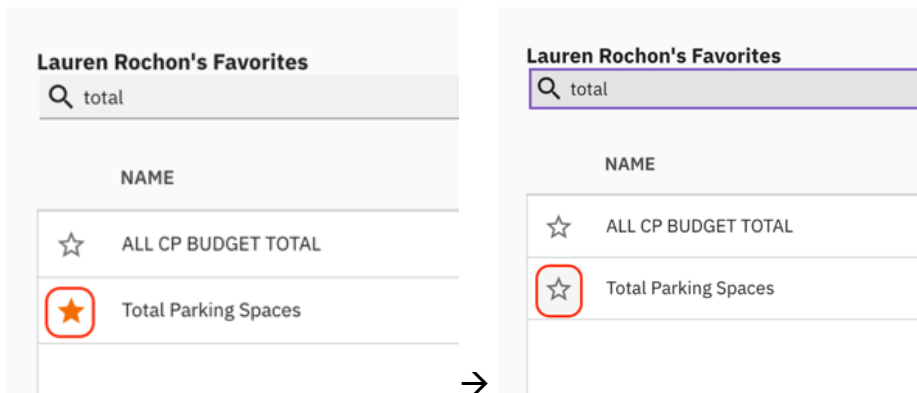 Lauren Rochon's Favorites
total
NAME
ALL CP BUDGET TOTAL
Total Parking Spaces
→
Lauren Rochon's Favorites
total
NAME
ALL CP BUDGET TOTAL
Total Parking Spaces